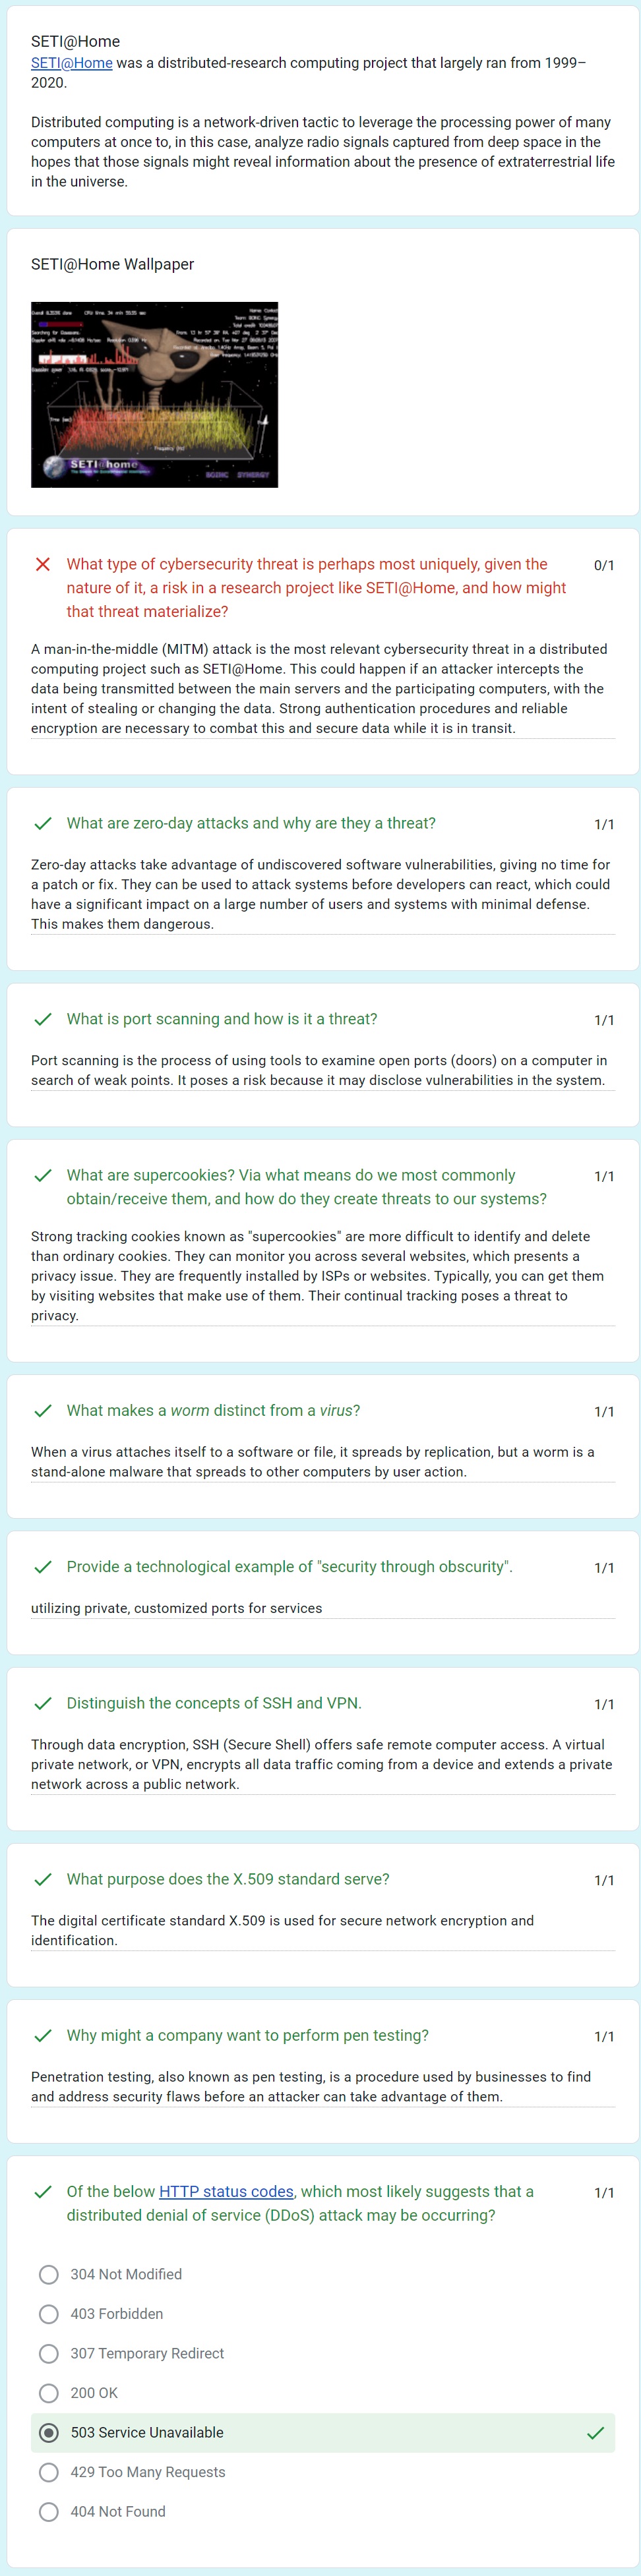 SETI@Home
SETI@Home was a distributed-research computing project that largely ran from 1999–
2020.
Distributed computing is a network-driven tactic to leverage the processing power of many
computers at once to, in this case, analyze radio signals captured from deep space in the
hopes that those signals might reveal information about the presence of extraterrestrial life
in the universe.
SETI@Home Wallpaper
SETI@home
BOINC SYNERGY
What type of cybersecurity threat is perhaps most uniquely, given the
0/1
nature of it, a risk in a research project like SETI@Home, and how might
that threat materialize?
A man-in-the-middle (MITM) attack is the most relevant cybersecurity threat in a distributed
computing project such as SETI@Home. This could happen if an attacker intercepts the
data being transmitted between the main servers and the participating computers, with the
intent of stealing or changing the data. Strong authentication procedures and reliable
encryption are necessary to combat this and secure data while it is in transit.
What are zero-day attacks and why are they a threat?
1/1
Zero-day attacks take advantage of undiscovered software vulnerabilities, giving no time for
a patch or fix. They can be used to attack systems before developers can react, which could
have a significant impact on a large number of users and systems with minimal defense.
This makes them dangerous.
What is port scanning and how is it a threat?
1/1
Port scanning is the process of using tools to examine open ports (doors) on a computer in
search of weak points. It poses a risk because it may disclose vulnerabilities in the system.
What are supercookies? Via what means do we most commonly
1/1
obtain/receive them, and how do they create threats to our systems?
Strong tracking cookies known as "supercookies" are more difficult to identify and delete
than ordinary cookies. They can monitor you across several websites, which presents a
privacy issue. They are frequently installed by ISPs or websites. Typically, you can get them
by visiting websites that make use of them. Their continual tracking poses a threat to
privacy.
What makes a worm distinct from a virus?
1/1
When a virus attaches itself to a software or file, it spreads by replication, but a worm is a
stand-alone malware that spreads to other computers by user action.
Provide a technological example of "security through obscurity".
1/1
utilizing private, customized ports for services
Distinguish the concepts of SSH and VPN.
1/1
Through data encryption, SSH (Secure Shell) offers safe remote computer access. A virtual
private network, or VPN, encrypts all data traffic coming from a device and extends a private
network across a public network.
What purpose does the X.509 standard serve?
1/1
The digital certificate standard X.509 is used for secure network encryption and
identification.
Why might a company want to perform pen testing?
1/1
Penetration testing, also known as pen testing, is a procedure used by businesses to find
and address security flaws before an attacker can take advantage of them.
Of the below HTTP status codes, which most likely suggests that a
1/1
distributed denial of service (DDoS) attack may be occurring?
304 Not Modified
403 Forbidden
307 Temporary Redirect
200 OK
503 Service Unavailable
429 Too Many Requests
404 Not Found